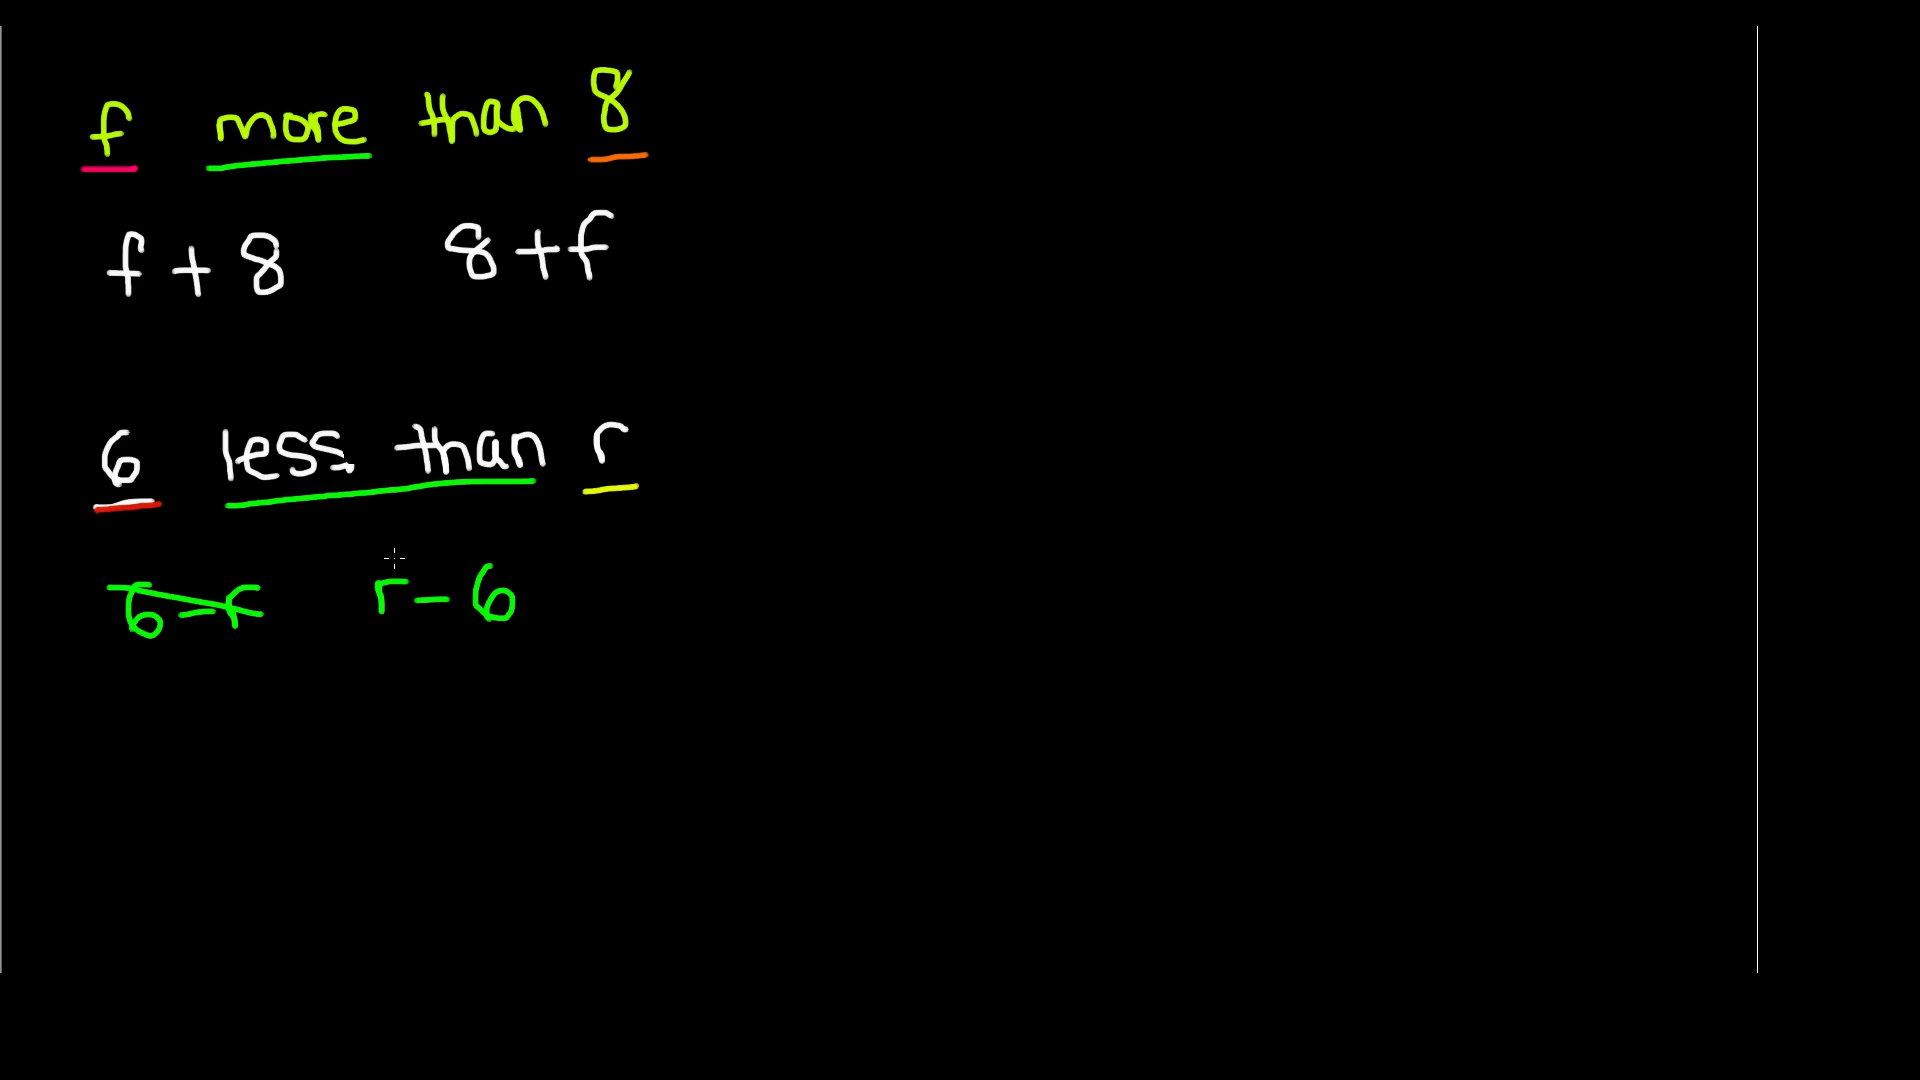 f more than 8
f + 8 8 + f
6 less than r
6 - r r - 6